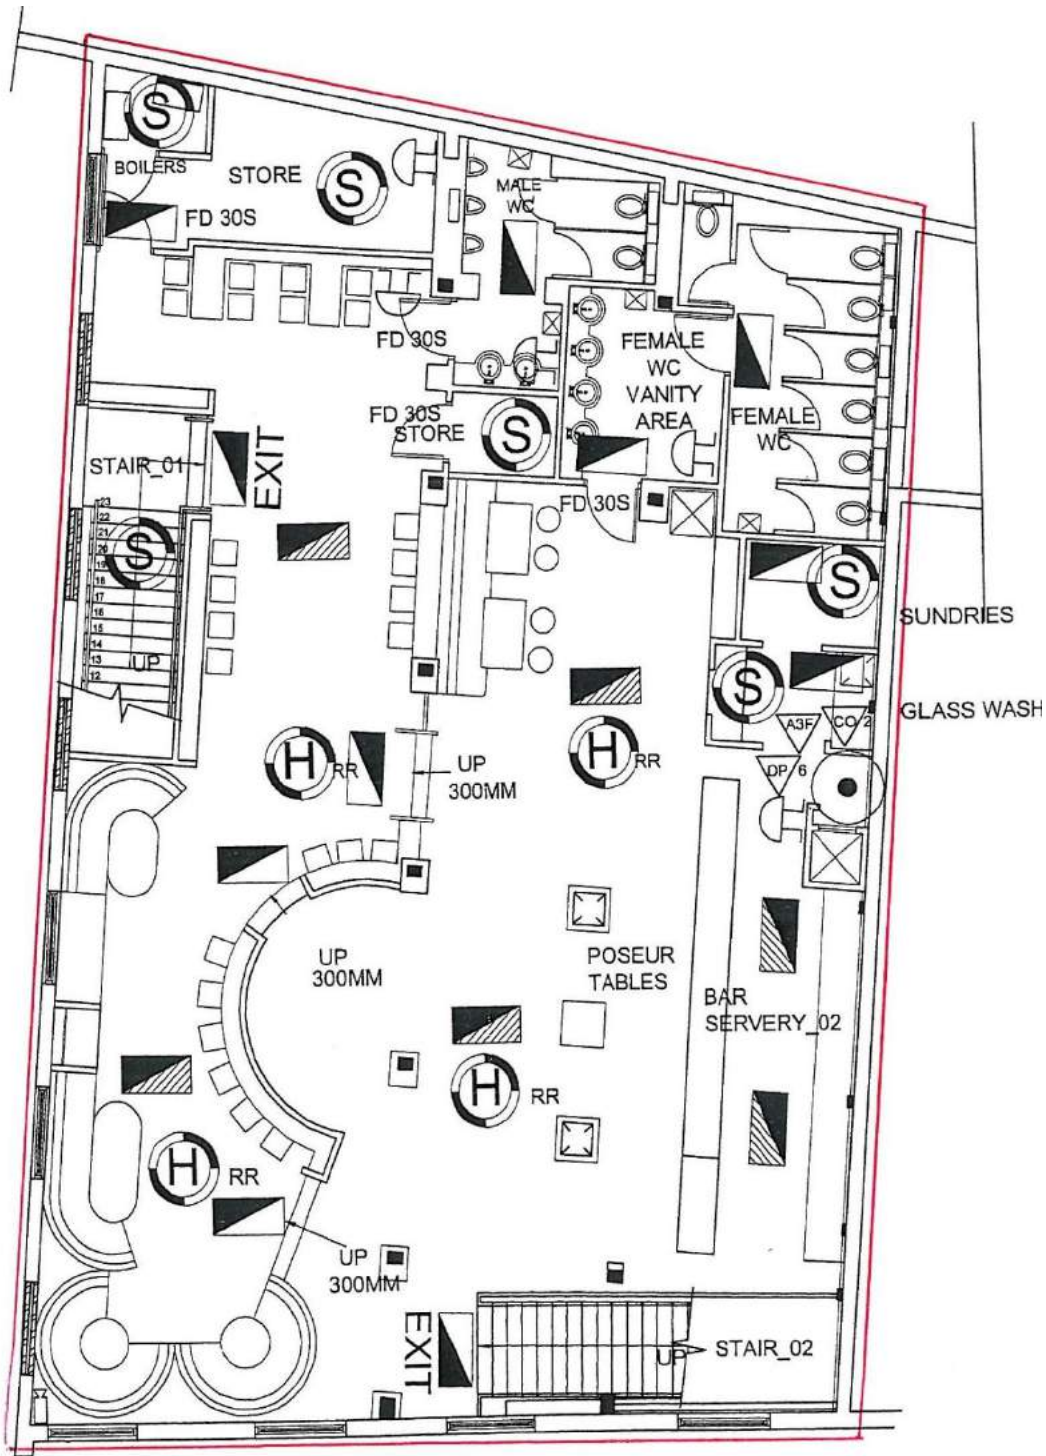 S
BOILERS
STORE
S
FD 30S
MALE
WC
FD 30S
FEMALE
WC
VANITY
AREA
FEMALE
WC
FD 30S
STORE
S
EXIT
STAIR_01
FD 30S
23
22
21
20
19
18
17
16
15
14
13
12
S
UP
S
SUNDRIES
S
GLASS WASH
A3F
CO 2
DP 6
H
RR
UP
300MM
H
RR
UP
300MM
POSEUR
TABLES
BAR
SERVERY_02
H
RR
H
RR
UP
300MM
EXIT
UP
STAIR_02